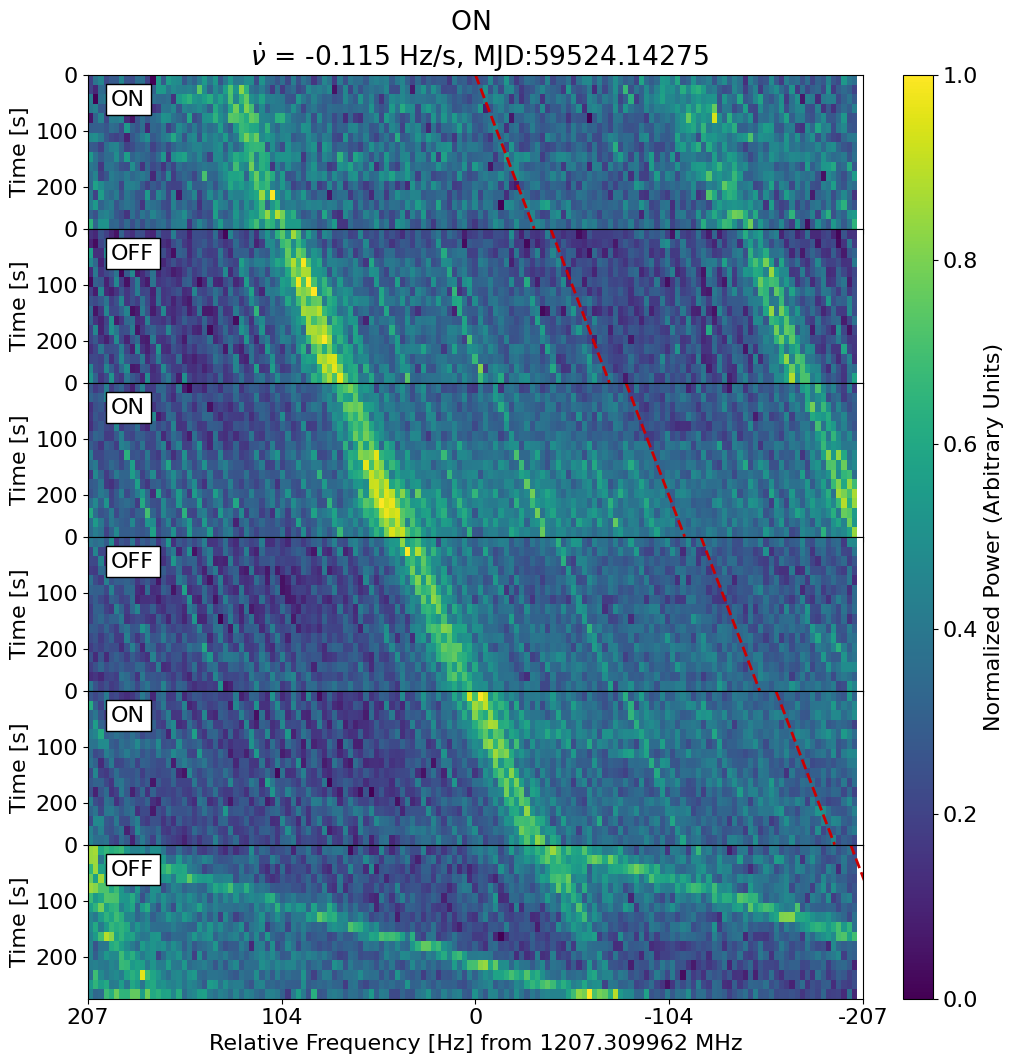 ON
ν̇ = -0.115 Hz/s, MJD:59524.14275
0
ON
Time [s]
100
200
0
OFF
Time [s]
100
200
0
ON
Time [s]
100
200
0
OFF
Time [s]
100
200
0
ON
Time [s]
100
200
0
OFF
Time [s]
100
200
207 104 0 -104 -207
Relative Frequency [Hz] from 1207.309962 MHz
1.0
0.8
0.6
0.4
0.2
0.0
Normalized Power (Arbitrary Units)